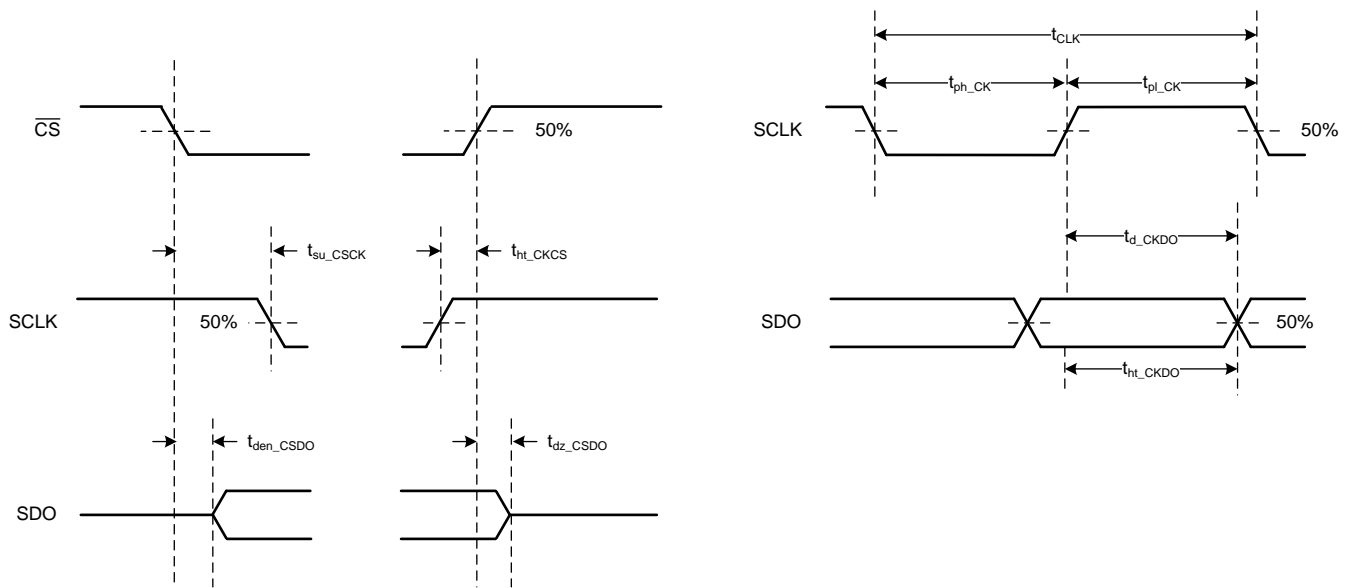 t_CLK
t_ph_CK
t_pl_CK
CS
50%
SCLK
50%
t_su_CSCK
t_ht_CKCS
t_d_CKDO
SCLK
50%
SDO
50%
t_ht_CKDO
t_den_CSDO
t_dz_CSDO
SDO